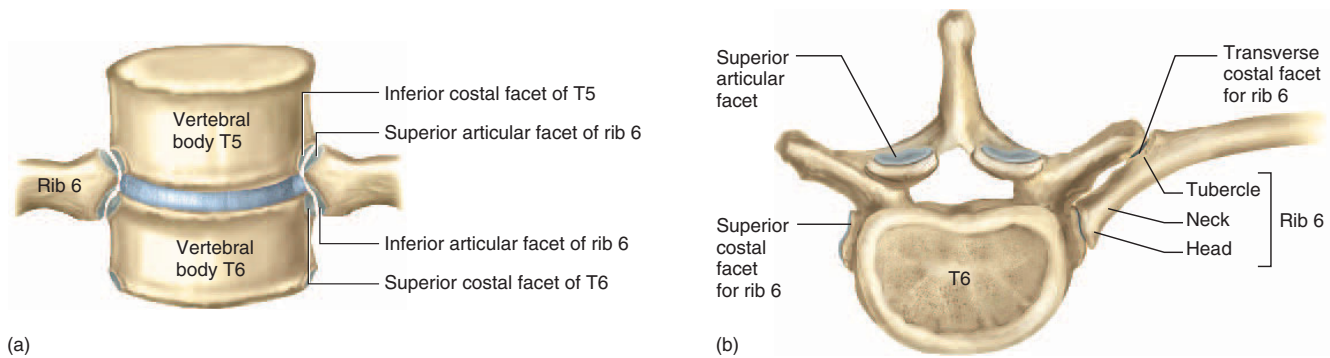 Vertebral
body T5
Rib 6
Vertebral
body T6
Inferior costal facet of T5
Superior articular facet of rib 6
Inferior articular facet of rib 6
Superior costal facet of T6
(a)
Superior
articular
facet
Superior
costal
facet
for rib 6
T6
Transverse
costal facet
for rib 6
Tubercle
Neck
Head
Rib 6
(b)